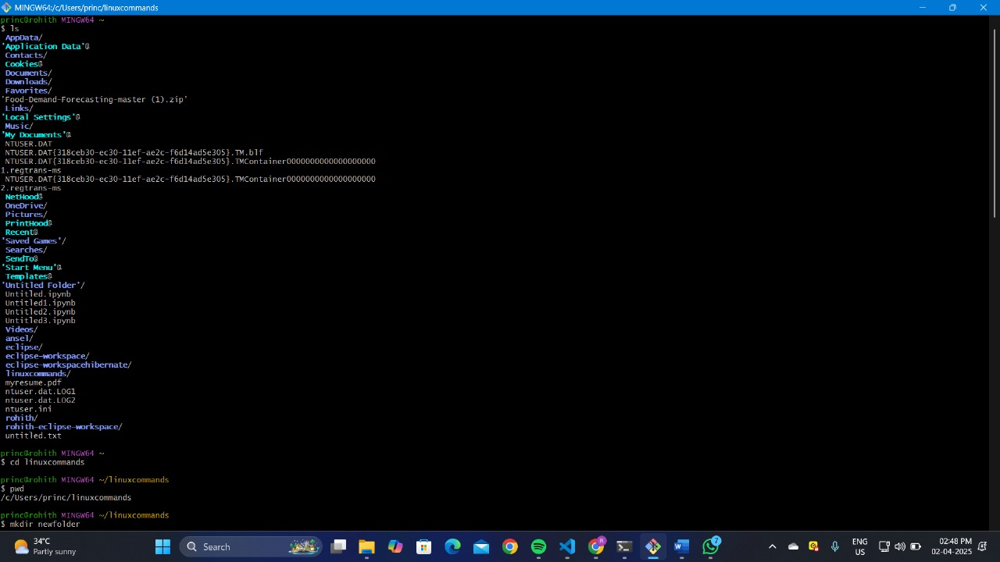 MINGW64:/c/Users/princ/linuxcommands
princ@rohith MINGW64 ~
$ ls
AppData/
'Application Data'@
Contacts/
Cookies@
Documents/
Downloads/
Favorites/
'Food-Demand-Forecasting-master (1).zip'
Links/
'Local Settings'@
Music/
'My Documents'@
NTUSER.DAT
NTUSER.DAT{318ceb30-ec30-11ef-ae2c-f6d14ad5e305}.TM.blf
NTUSER.DAT{318ceb30-ec30-11ef-ae2c-f6d14ad5e305}.TMContainer0000000000000000000
1.regtrans-ms
NTUSER.DAT{318ceb30-ec30-11ef-ae2c-f6d14ad5e305}.TMContainer0000000000000000000
2.regtrans-ms
NetHood@
OneDrive/
Pictures/
PrintHood@
Recent@
'Saved Games'/
Searches/
SendTo@
'Start Menu'@
Templates@
'Untitled Folder'/
Untitled.ipynb
Untitled1.ipynb
Untitled2.ipynb
Untitled3.ipynb
Videos/
ansel/
eclipse/
eclipse-workspace/
eclipse-workspacehibernate/
linuxcommands/
myresume.pdf
ntuser.dat.LOG1
ntuser.dat.LOG2
ntuser.ini
rohith/
rohith-eclipse-workspace/
untitled.txt
princ@rohith MINGW64 ~
$ cd linuxcommands
princ@rohith MINGW64 ~/linuxcommands
$ pwd
/c/Users/princ/linuxcommands
princ@rohith MINGW64 ~/linuxcommands
$ mkdir newfolder
34°C
Partly sunny
Search
R
W
7
ENG
US
02:48 PM
02-04-2025